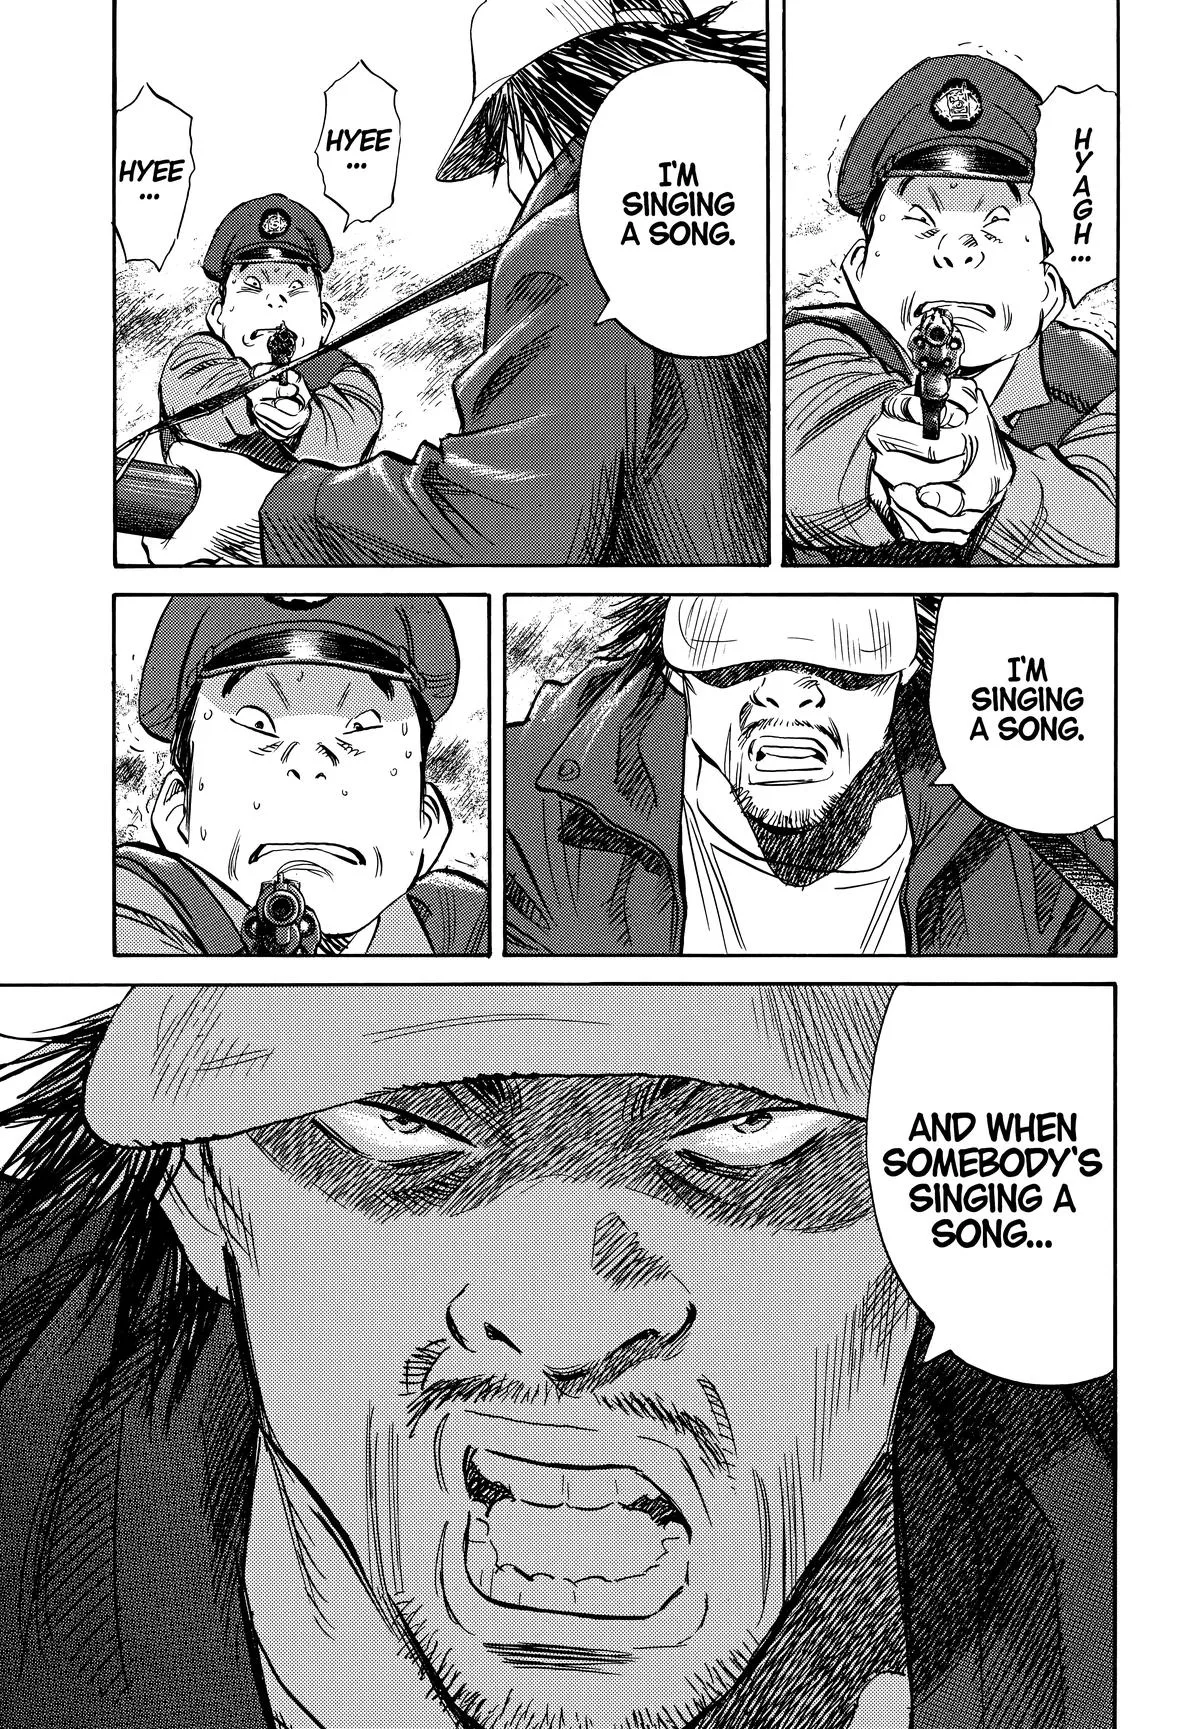 HYAGH...
I'M
SINGING
A SONG.
HYEE
...
HYEE
...
I'M
SINGING
A SONG.
AND WHEN
SOMEBODY'S
SINGING A
SONG...